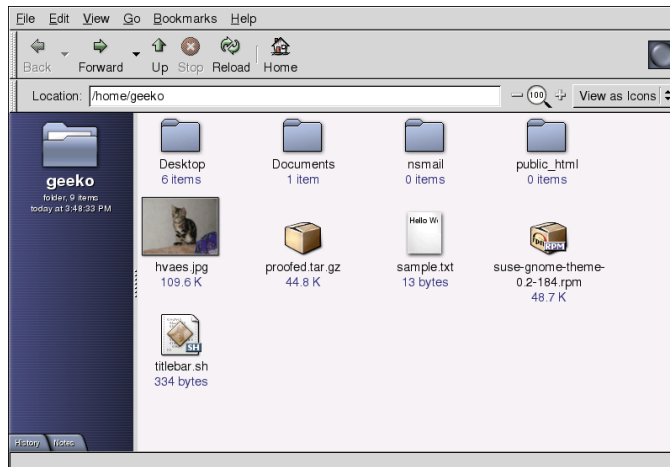 File Edit View Go Bookmarks Help
Back Forward Up Stop Reload Home
Location: /home/geeko 100 View as Icons
geeko
folder, 9 items
today at 3:48:33 PM
Desktop Documents nsmail public_html
6 items 1 item 0 items 0 items
Hello W
hvaes.jpg proofed.tar.gz sample.txt suse-gnome-theme-
0.2-184.rpm
109.6 K 44.8 K 13 bytes
48.7 K
RPM
SH
titlebar.sh
334 bytes
History Notes